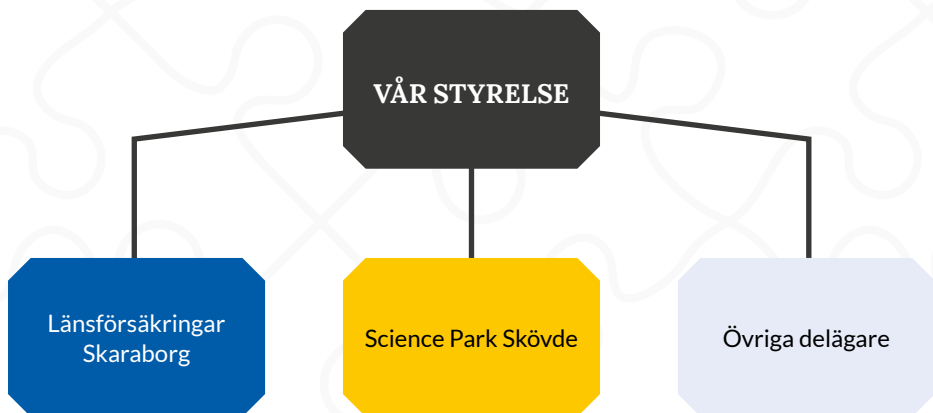 VÅR STYRELSE
Länsförsäkringar
Skaraborg
Science Park Skövde
Övriga delägare